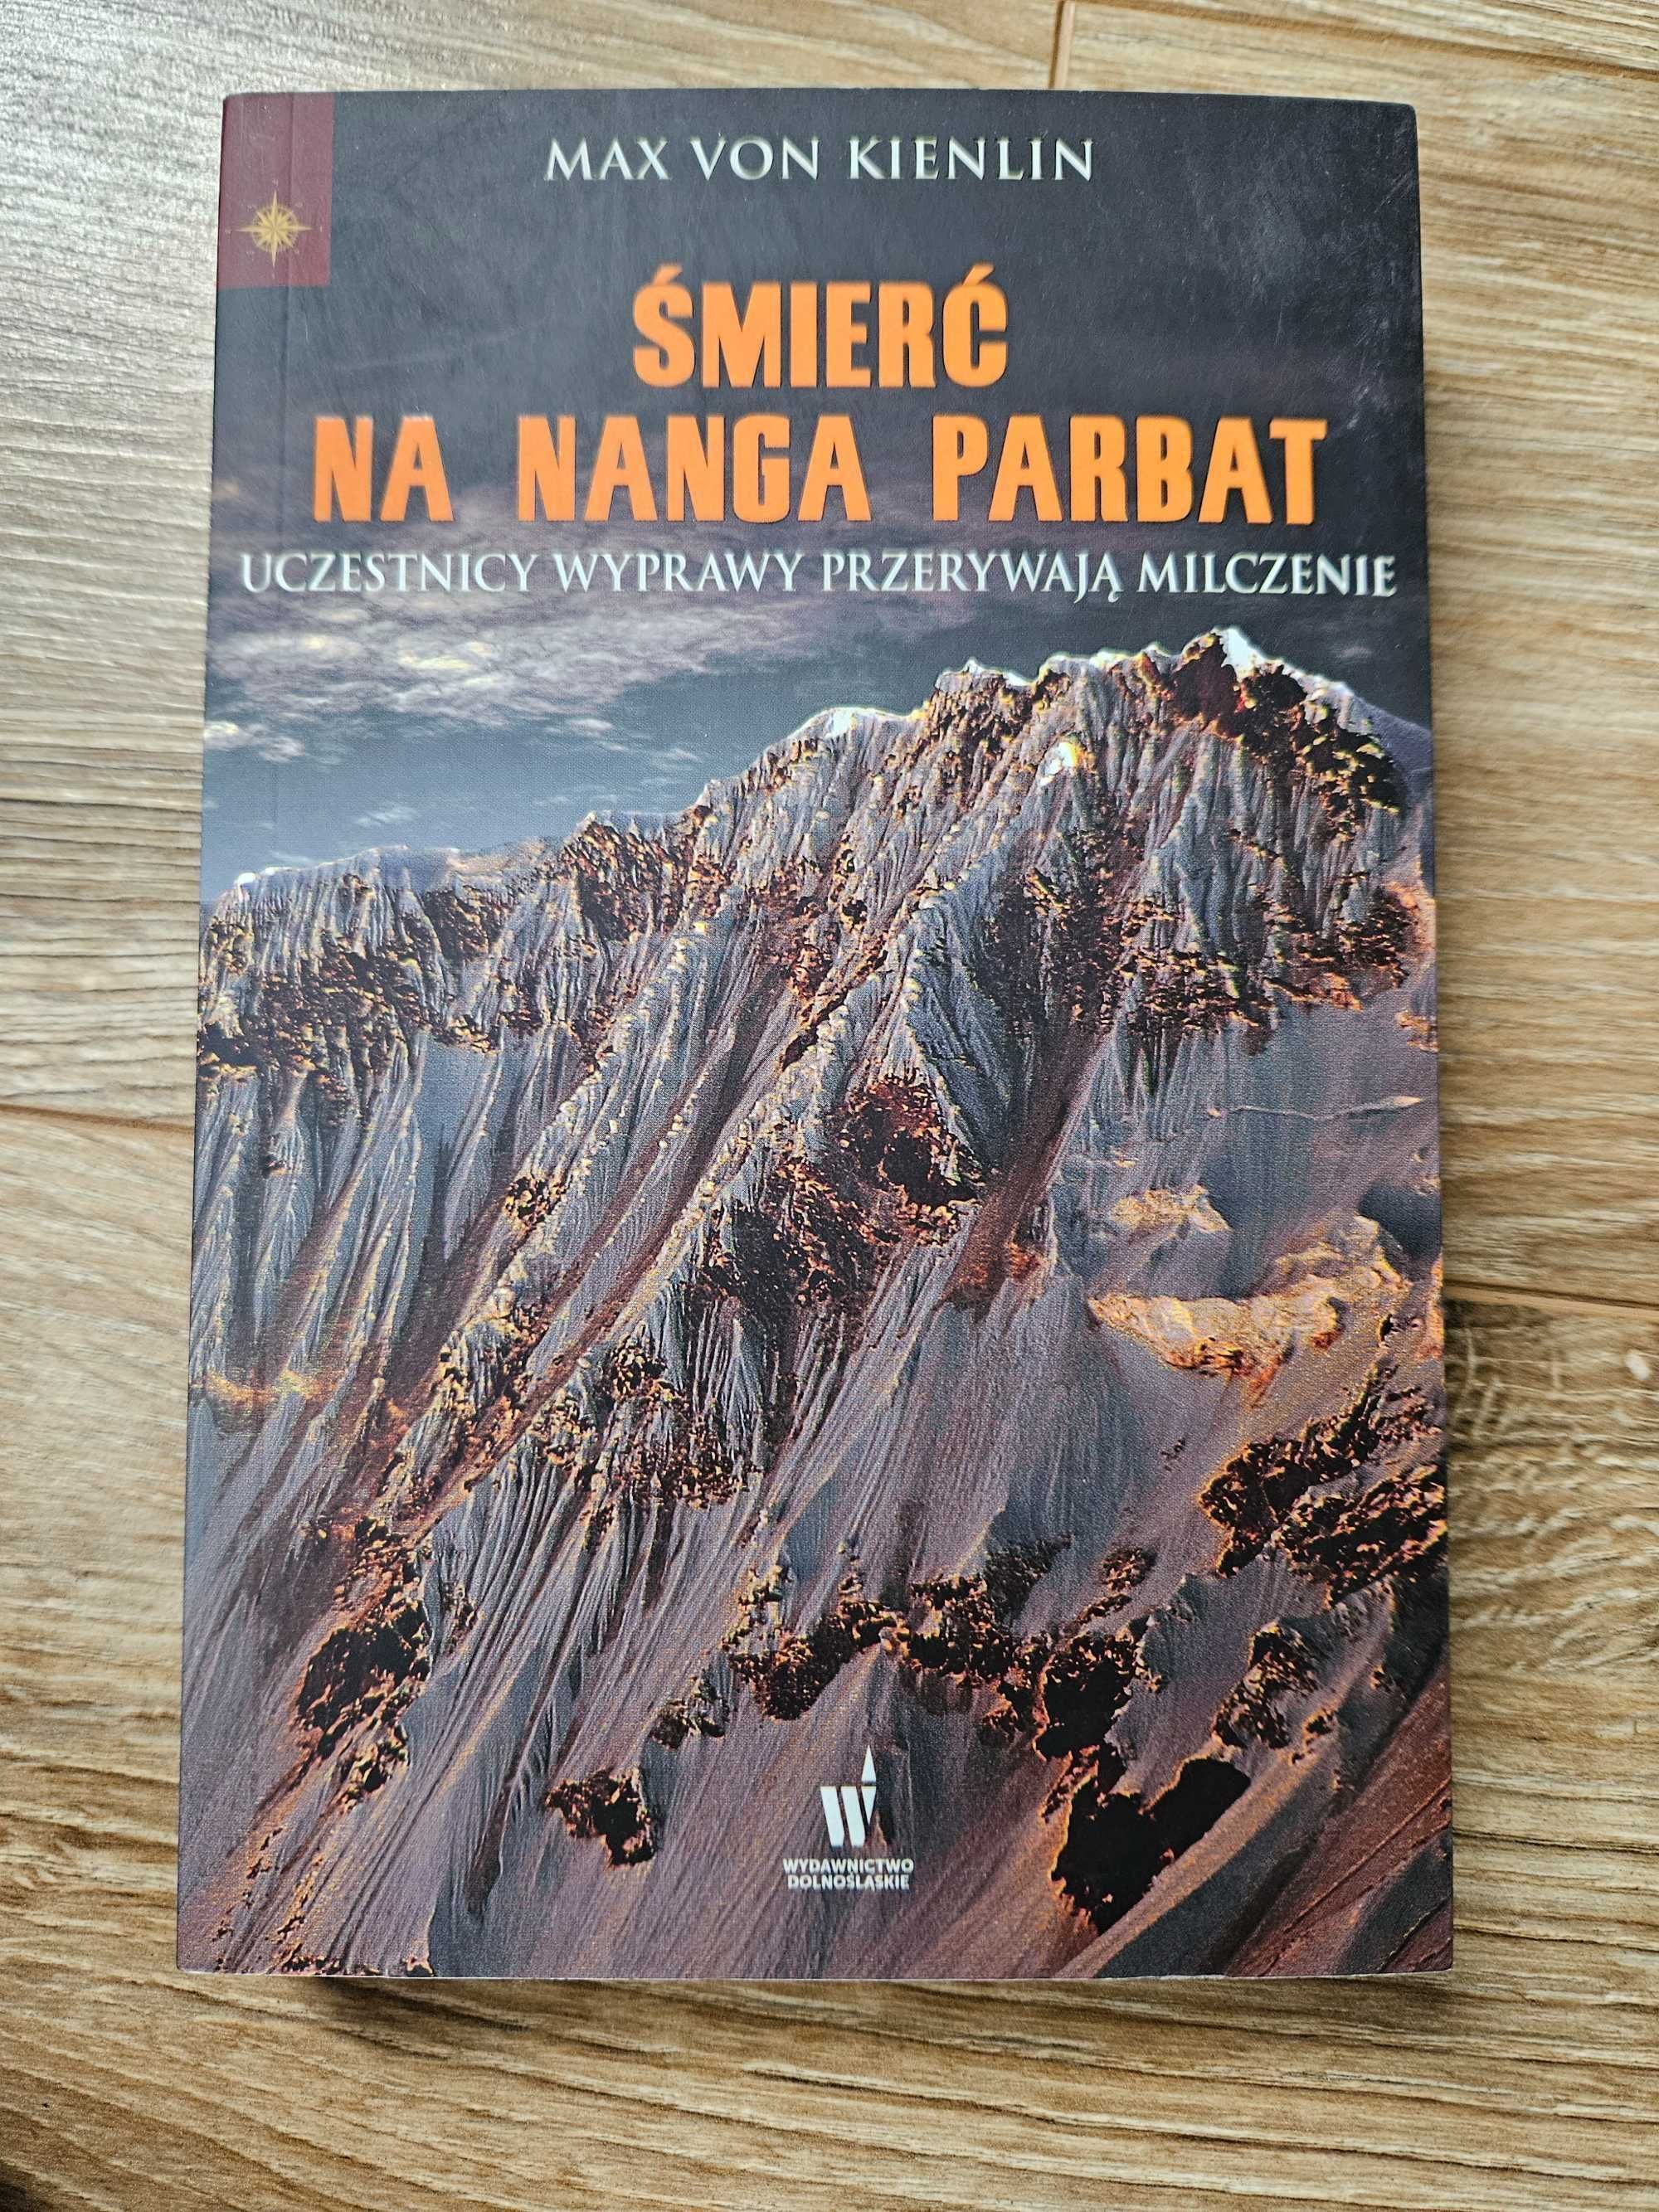 MAX VON KIENLIN
ŚMIERĆ
NA NANGA PARBAT
UCZESTNICY WYPRAWY PRZERYWAJĄ MILCZENIE
WYDAWNICTWO
DOLNOŚLĄSKIE